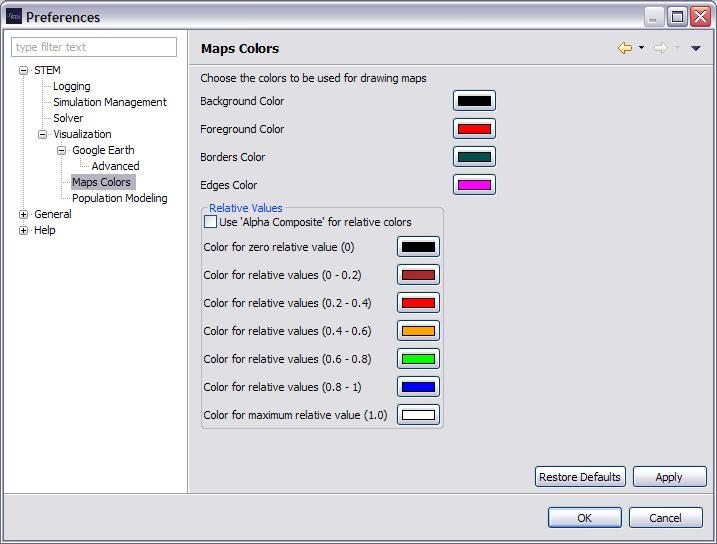 Preferences
type filter text
STEM
Logging
Simulation Management
Solver
Visualization
Google Earth
Advanced
Maps Colors
Population Modeling
General
Help
Maps Colors
Choose the colors to be used for drawing maps
Background Color
Foreground Color
Borders Color
Edges Color
Relative Values
Use 'Alpha Composite' for relative colors
Color for zero relative value (0)
Color for relative values (0 - 0.2)
Color for relative values (0.2 - 0.4)
Color for relative values (0.4 - 0.6)
Color for relative values (0.6 - 0.8)
Color for relative values (0.8 - 1)
Color for maximum relative value (1.0)
Restore Defaults
Apply
OK
Cancel